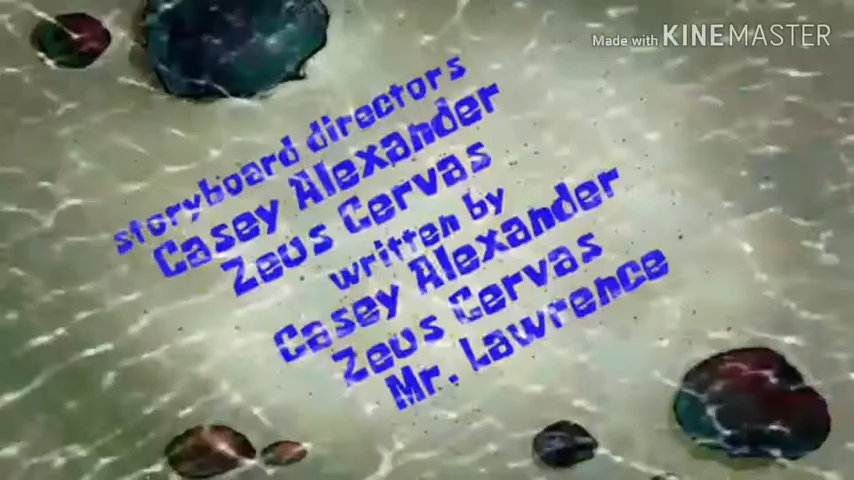 Made with KINEMASTER
storyboard directors
Casey Alexander
Zeus Cervas
written by
Casey Alexander
Zeus Cervas
Mr. Lawrence